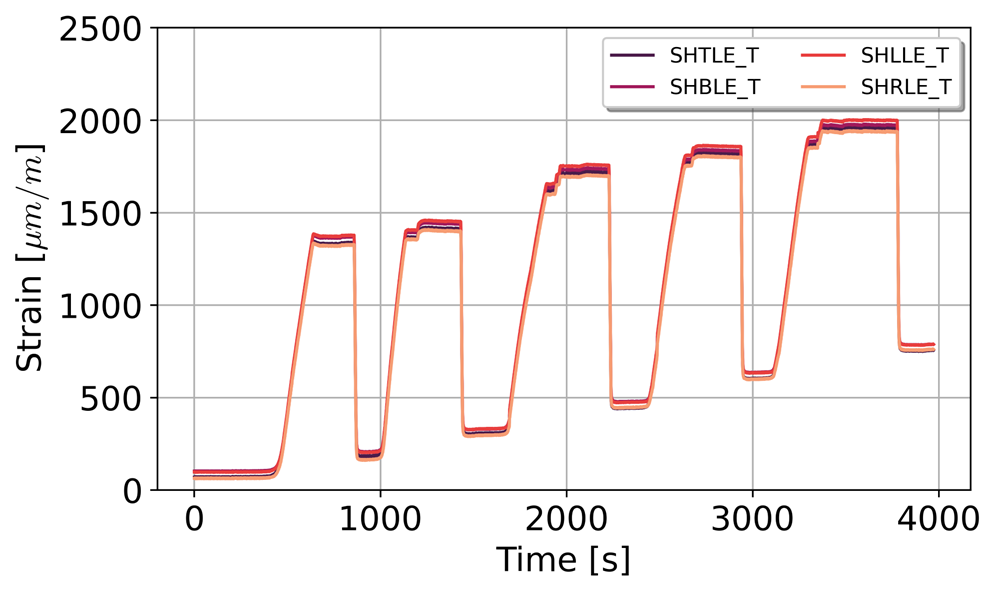 2500
2000
1500
1000
500
0
Strain [μm/m]
SHTLE_T
SHBLE_T
SHLLE_T
SHRLE_T
0 1000 2000 3000 4000
Time [s]